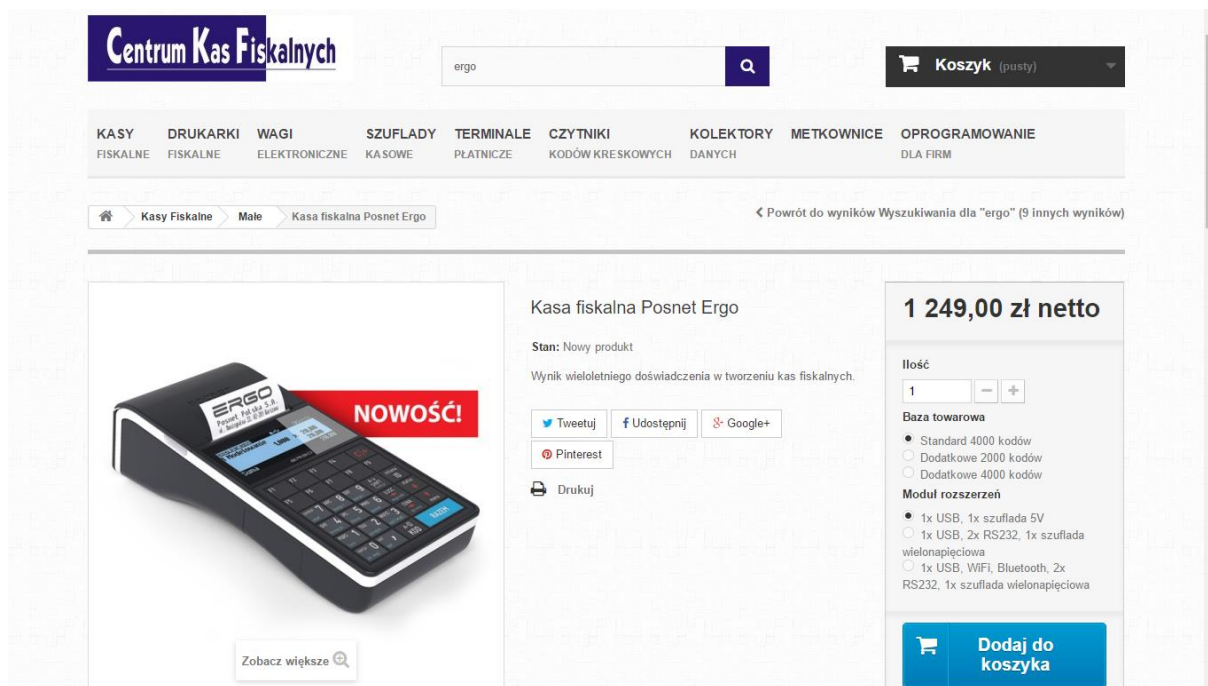 Centrum Kas Fiskalnych
ergo
Koszyk (pusty)
KASY DRUKARKI WAGI SZUFLADY TERMINALE CZYTNIKI KOLEKTORY METKOWNICE OPROGRAMOWANIE
FISKALNE FISKALNE ELEKTRONICZNE KASOWE PŁATNICZE KODÓW KRESKOWYCH DANYCH DLA FIRM
Kasy Fiskalne Małe Kasa fiskalna Posnet Ergo
Powrót do wyników Wyszukiwania dla "ergo" (9 innych wyników)
NOWOŚĆ!
ERGO
Posnet Polska S.A.
RAZEM
Zobacz większe
Kasa fiskalna Posnet Ergo
Stan: Nowy produkt
Wynik wieloletniego doświadczenia w tworzeniu kas fiskalnych.
Tweetuj Udostępnij Google+
Pinterest
Drukuj
1 249,00 zł netto
Ilość
1
Baza towarowa
Standard 4000 kodów
Dodatkowe 2000 kodów
Dodatkowe 4000 kodów
Moduł rozszerzeń
1x USB, 1x szuflada 5V
1x USB, 2x RS232, 1x szuflada
wielonapięciowa
1x USB, WiFi, Bluetooth, 2x
RS232, 1x szuflada wielonapięciowa
Dodaj do
koszyka